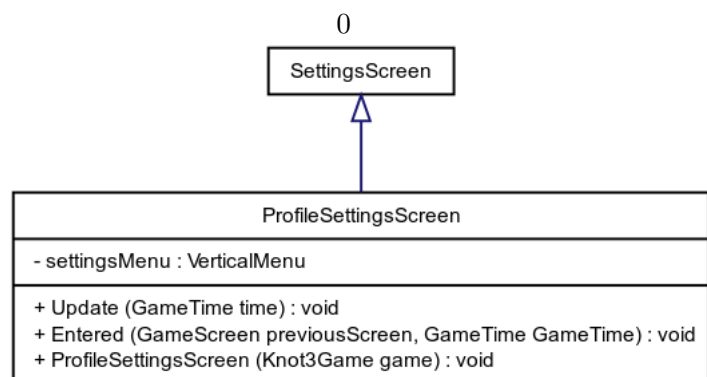 0
SettingsScreen
ProfileSettingsScreen
- settingsMenu : VerticalMenu
+ Update (GameTime time) : void
+ Entered (GameScreen previousScreen, GameTime GameTime) : void
+ ProfileSettingsScreen (Knot3Game game) : void